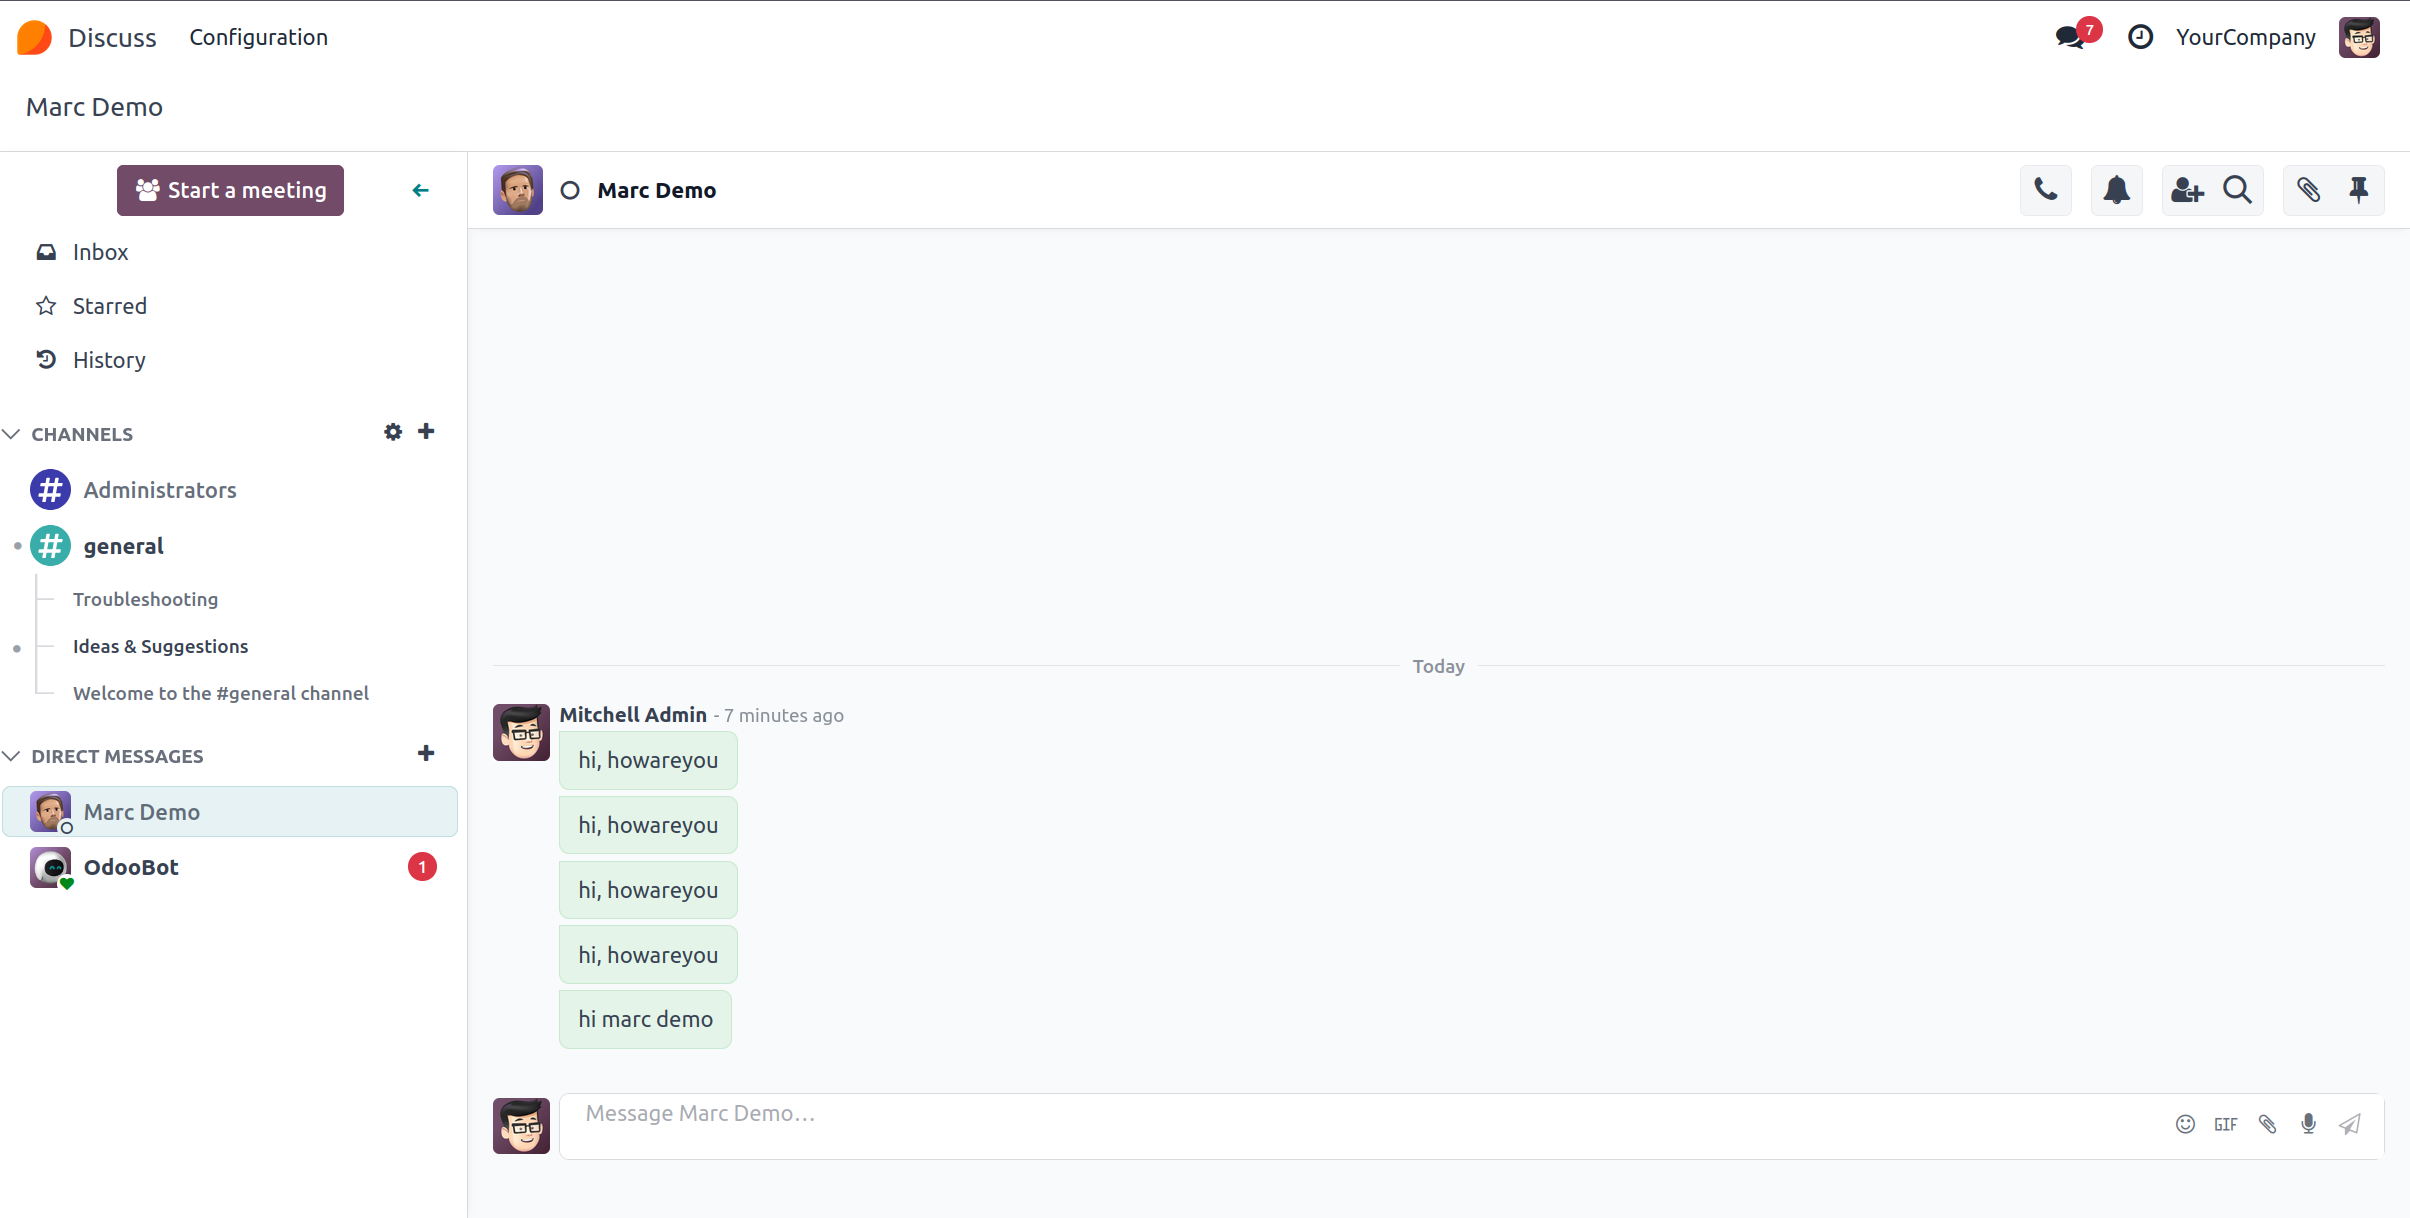 Discuss Configuration 7 YourCompany
Marc Demo
Start a meeting
Inbox
Starred
History
CHANNELS
Administrators
general
Troubleshooting
Ideas & Suggestions
Welcome to the #general channel
DIRECT MESSAGES
Marc Demo
OdooBot 1
Marc Demo
Today
Mitchell Admin - 7 minutes ago
hi, howareyou
hi, howareyou
hi, howareyou
hi, howareyou
hi marc demo
Message Marc Demo…
GIF